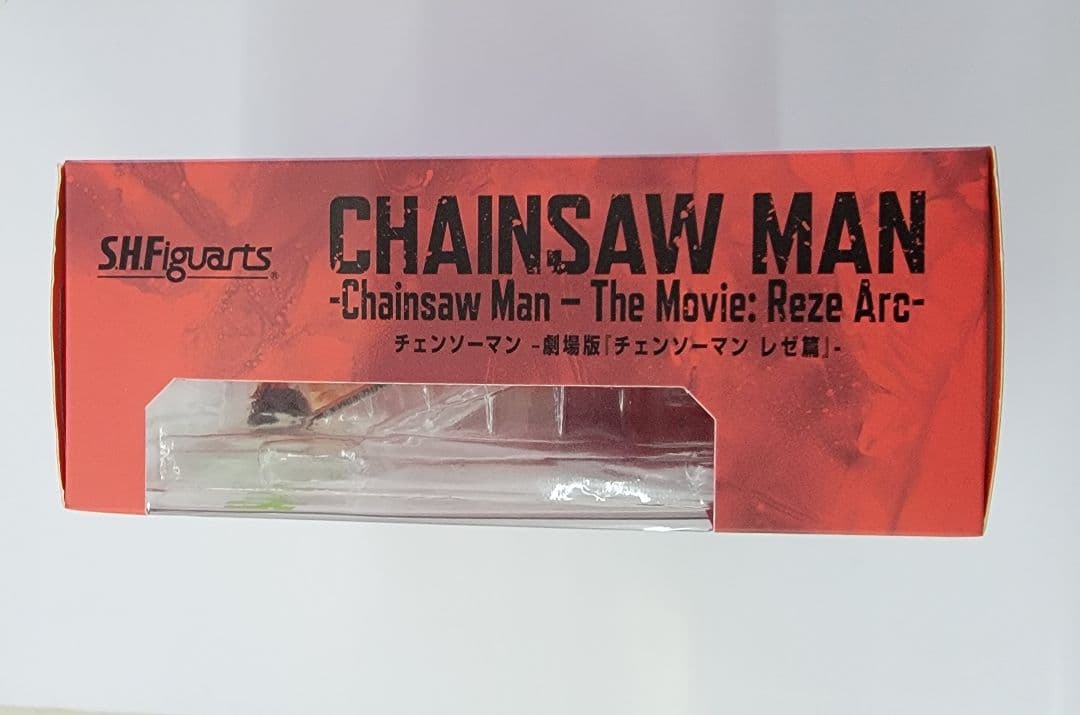 S.H.Figuarts®
CHAINSAW MAN
-Chainsaw Man – The Movie: Reze Arc-
チェンソーマン -劇場版『チェンソーマン レゼ篇』-